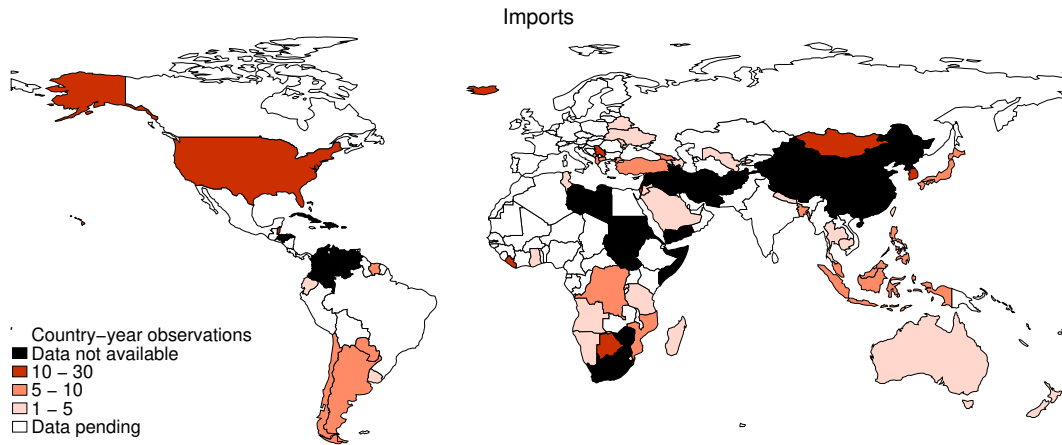 Imports
Country−year observations
Data not available
10 − 30
5 − 10
1 − 5
Data pending